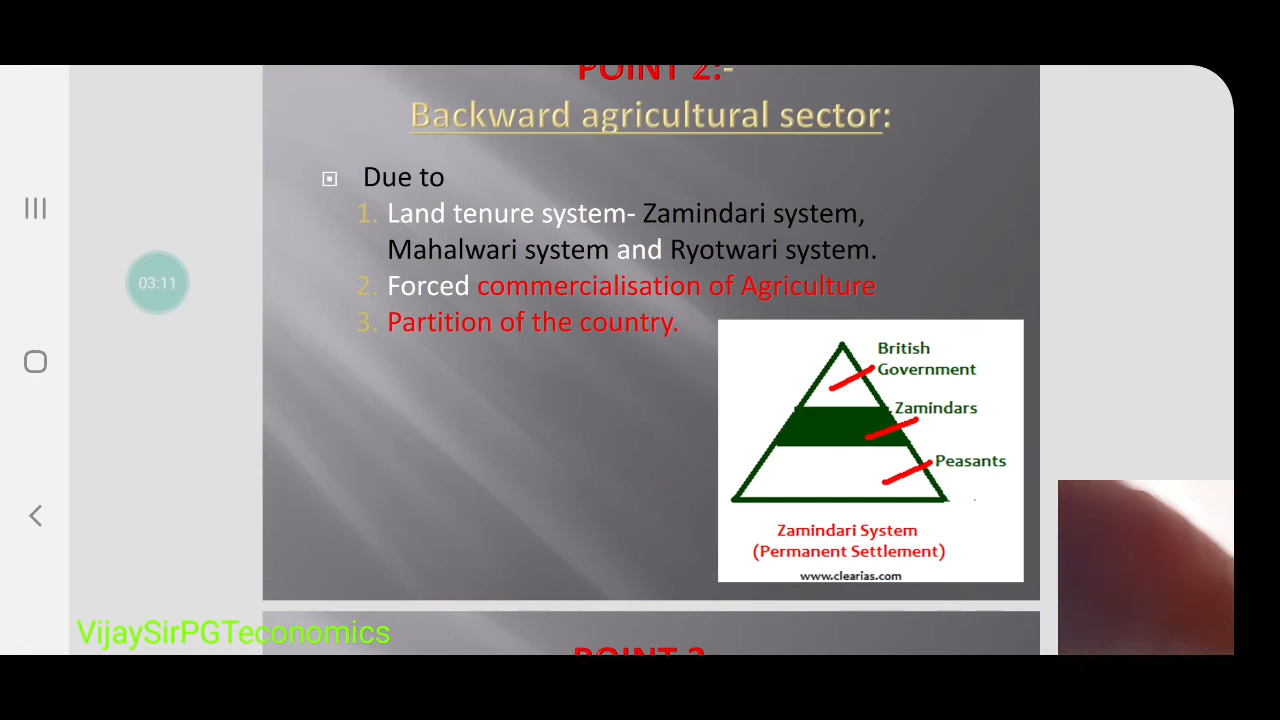 POINT 2:-
Backward agricultural sector:
Due to
1. Land tenure system- Zamindari system,
Mahalwari system and Ryotwari system.
2. Forced commercialisation of Agriculture
3. Partition of the country.
British
Government
Zamindars
Peasants
Zamindari System
(Permanent Settlement)
www.clearias.com
03:11
VijaySirPGTeconomics
POINT 3:-